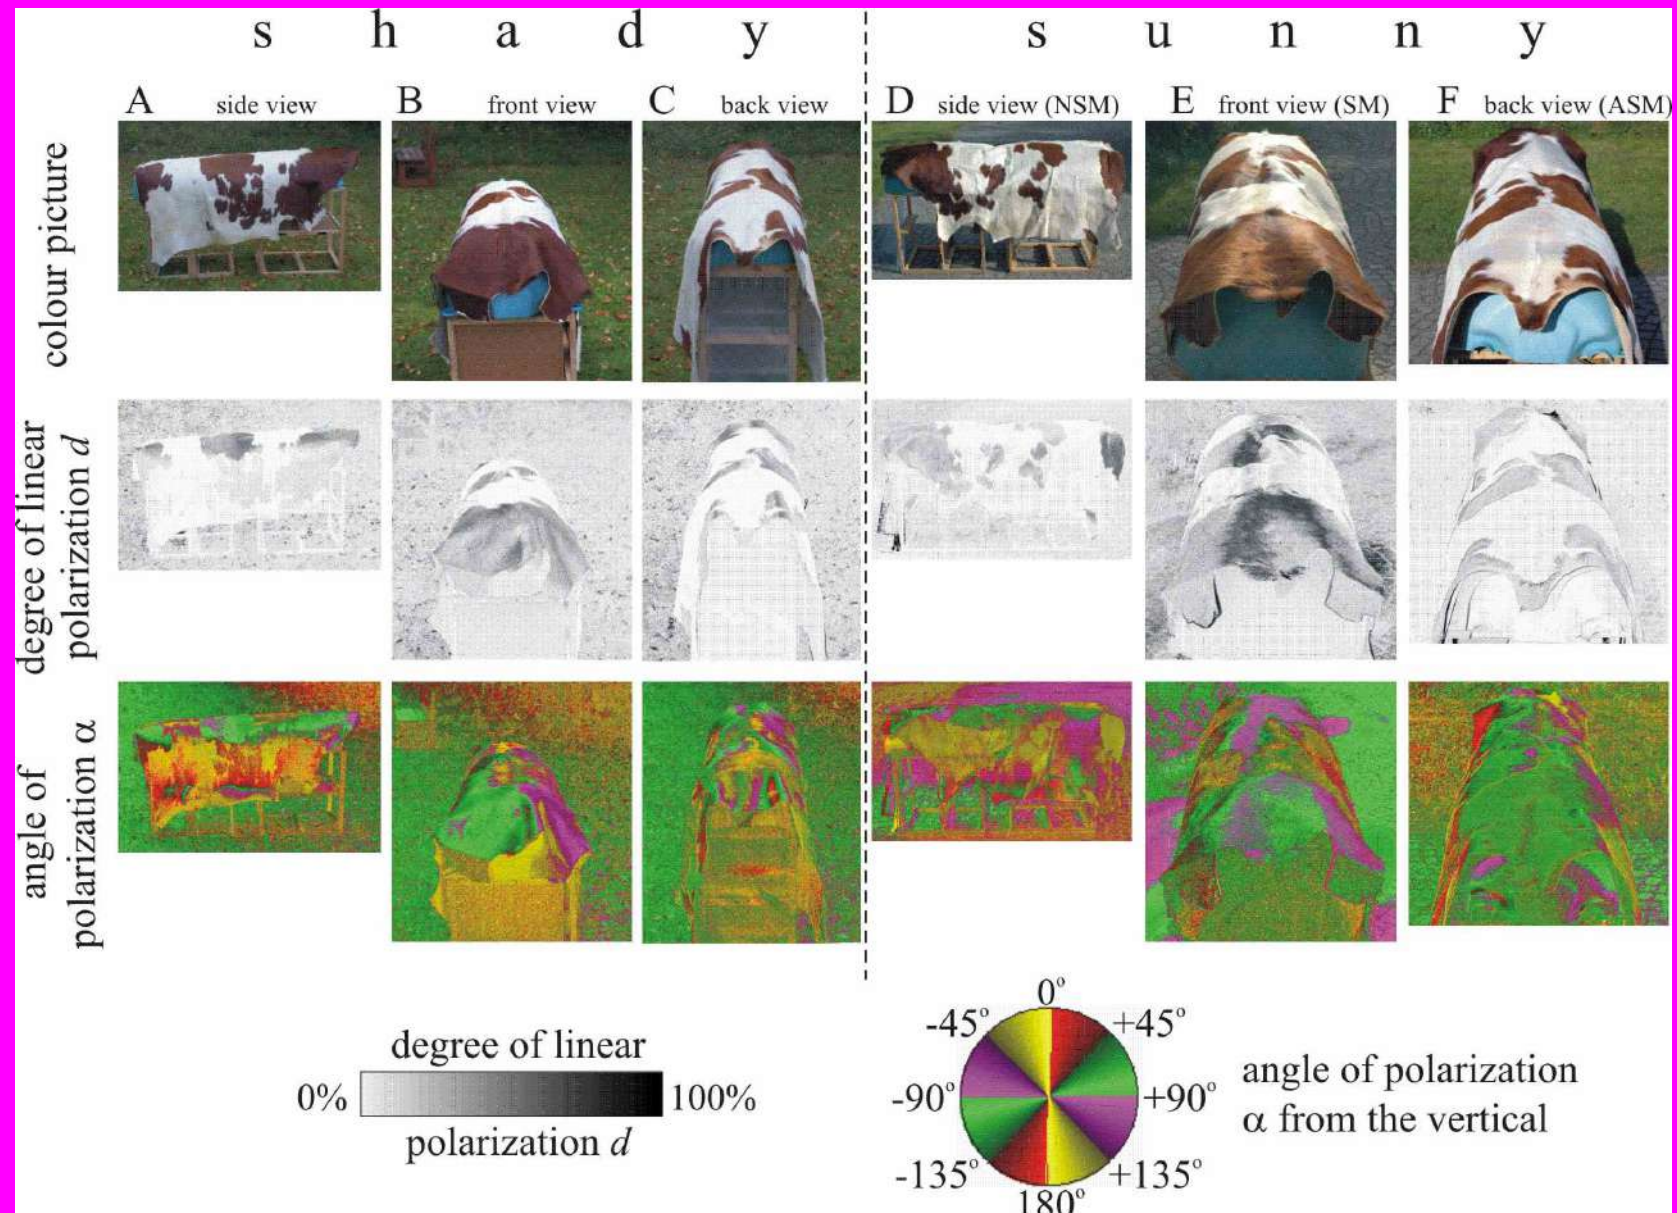 s h a d y
s u n n y
A side view
B front view
C back view
D side view (NSM)
E front view (SM)
F back view (ASM)
colour picture
degree of linear
polarization d
angle of
polarization α
degree of linear
0% 100%
polarization d
0°
-45° +45°
-90° +90°
-135° +135°
180°
angle of polarization
α from the vertical